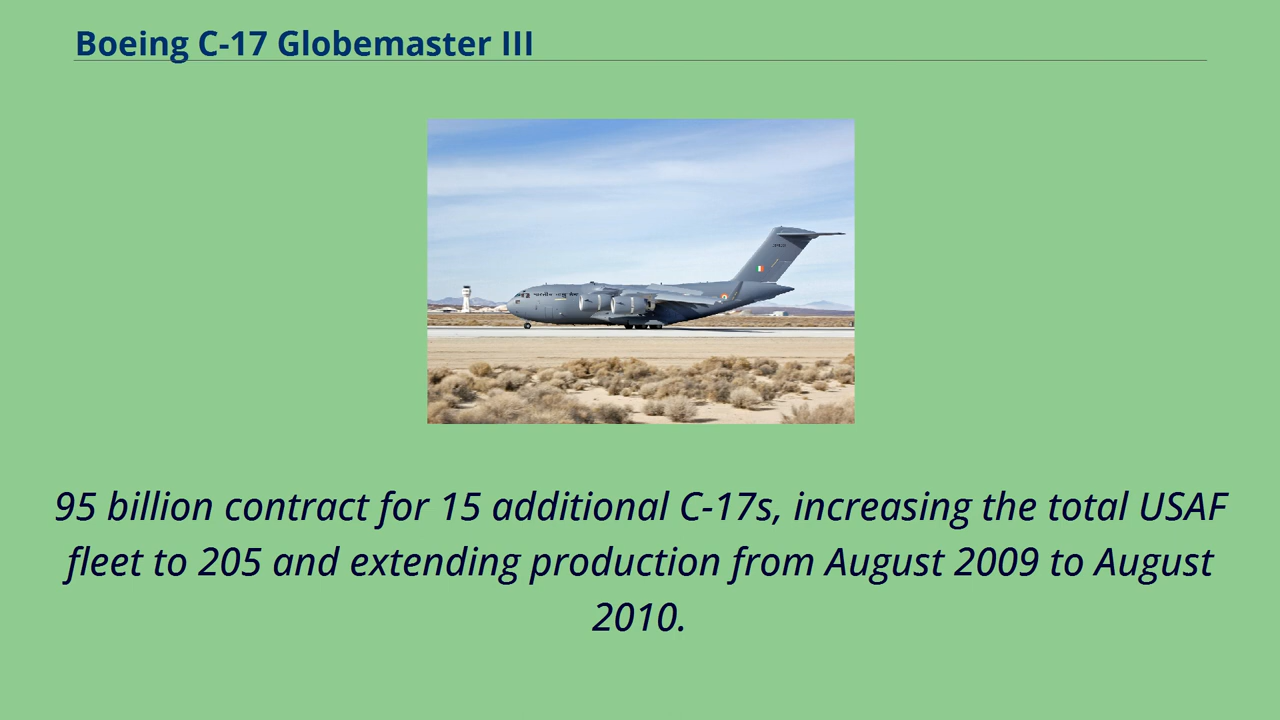 Boeing C-17 Globemaster III
95 billion contract for 15 additional C-17s, increasing the total USAF
fleet to 205 and extending production from August 2009 to August
2010.